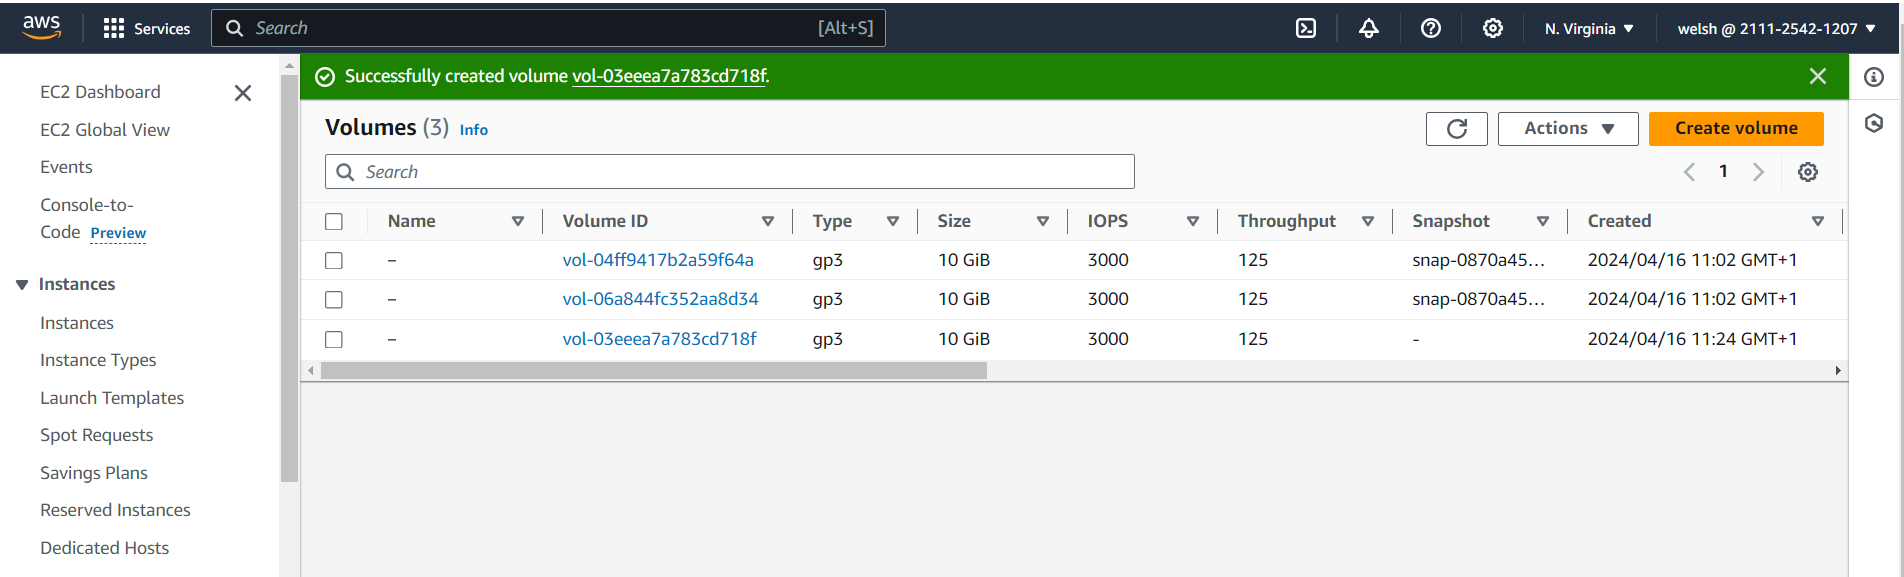 aws Services Search [Alt+S] N. Virginia welsh @ 2111-2542-1207
EC2 Dashboard
EC2 Global View
Events
Console-to-
Code Preview
Instances
Instances
Instance Types
Launch Templates
Spot Requests
Savings Plans
Reserved Instances
Dedicated Hosts
Successfully created volume vol-03eeea7a783cd718f.
Volumes (3) Info Actions Create volume
Search 1
Name Volume ID Type Size IOPS Throughput Snapshot Created
– vol-04ff9417b2a59f64a gp3 10 GiB 3000 125 snap-0870a45... 2024/04/16 11:02 GMT+1
– vol-06a844fc352aa8d34 gp3 10 GiB 3000 125 snap-0870a45... 2024/04/16 11:02 GMT+1
– vol-03eeea7a783cd718f gp3 10 GiB 3000 125 - 2024/04/16 11:24 GMT+1